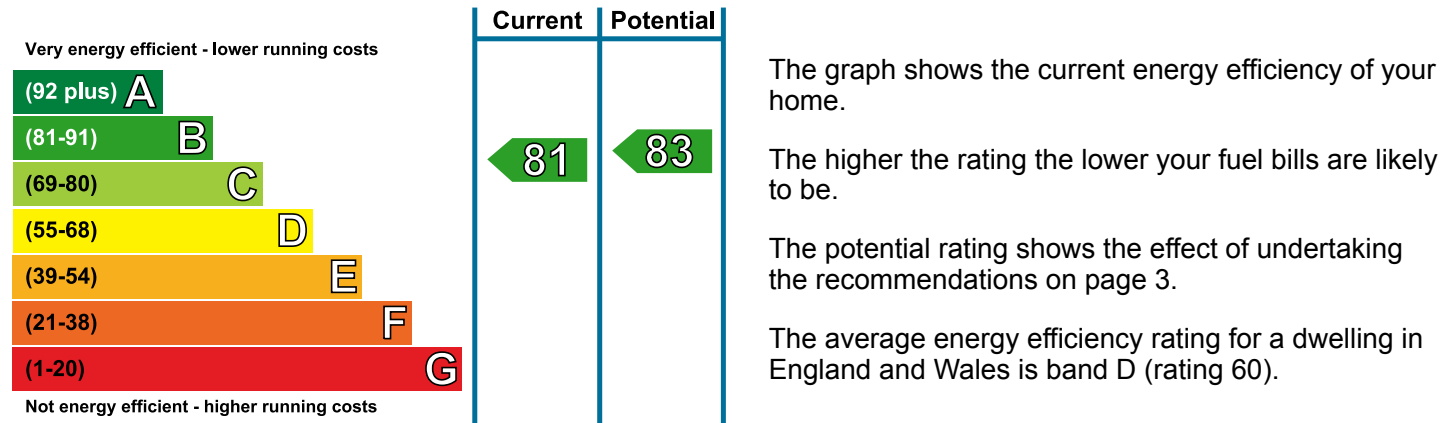 Current Potential
Very energy efficient - lower running costs
(92 plus) A
(81-91) B
(69-80) C
(55-68) D
(39-54) E
(21-38) F
(1-20) G
Not energy efficient - higher running costs
81
83
The graph shows the current energy efficiency of your
home.
The higher the rating the lower your fuel bills are likely
to be.
The potential rating shows the effect of undertaking
the recommendations on page 3.
The average energy efficiency rating for a dwelling in
England and Wales is band D (rating 60).